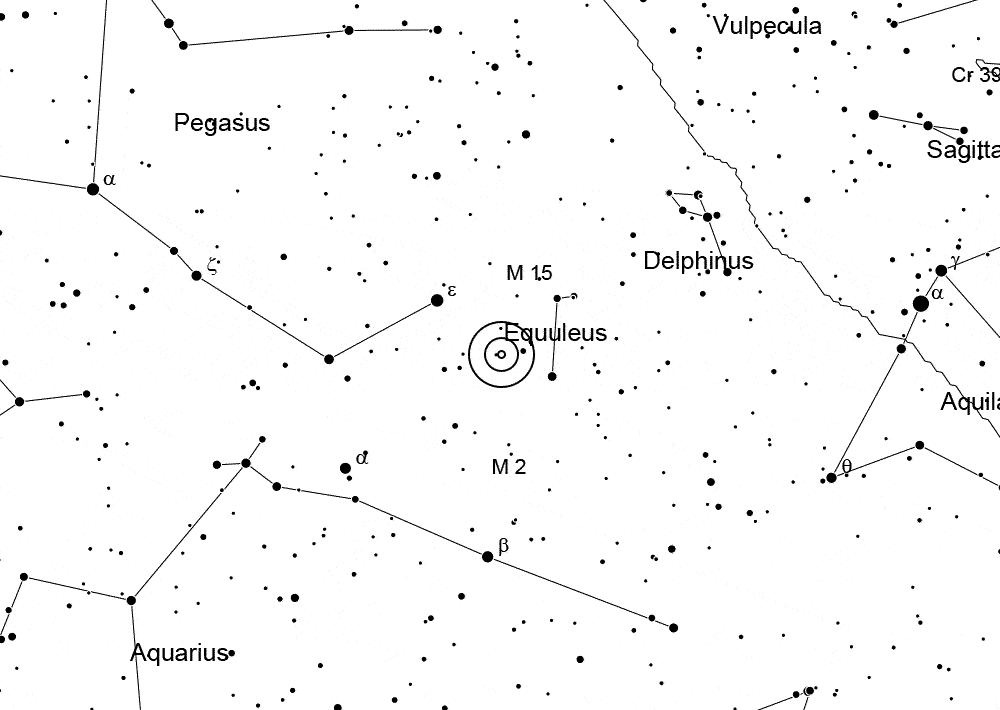 Vulpecula
Cr 39
Pegasus
Sagitta
α
Delphinus
γ
ζ
M 15
ε
α
Equuleus
Aquila
α
M 2
θ
β
Aquarius